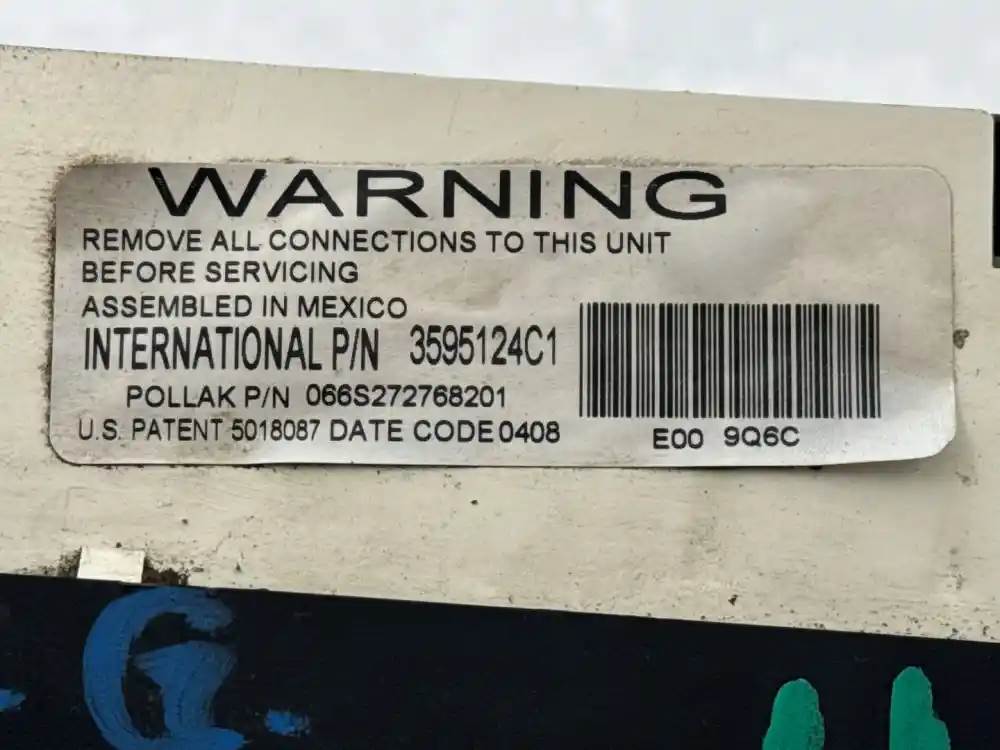 WARNING
REMOVE ALL CONNECTIONS TO THIS UNIT
BEFORE SERVICING
ASSEMBLED IN MEXICO
INTERNATIONAL P/N 3595124C1
POLLAK P/N 066S272768201
U.S. PATENT 5018087 DATE CODE 0408
E00 9Q6C